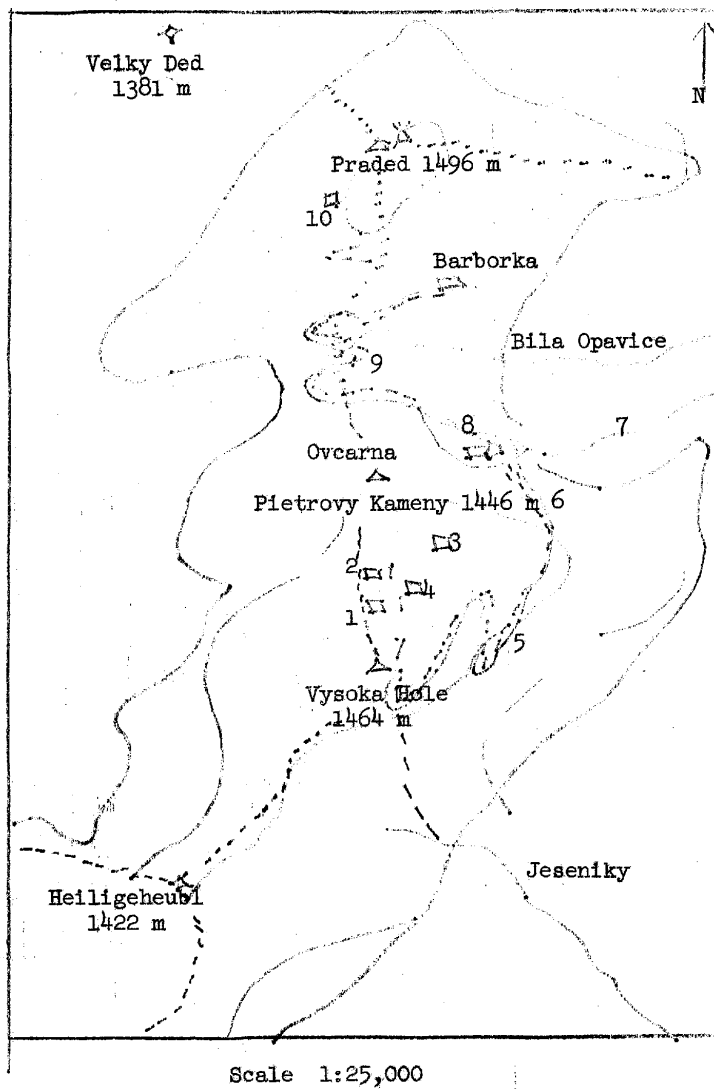 Velky Ded
1381 m
N
Praded 1496 m
10
Barborka
Bila Opavice
9
8
7
Ovcarna
Pietrovy Kameny 1446 m 6
3
2
4
1
5
Vysoka Hole
1464 m
Jeseniky
Heiligeheubl
1422 m
Scale 1:25,000